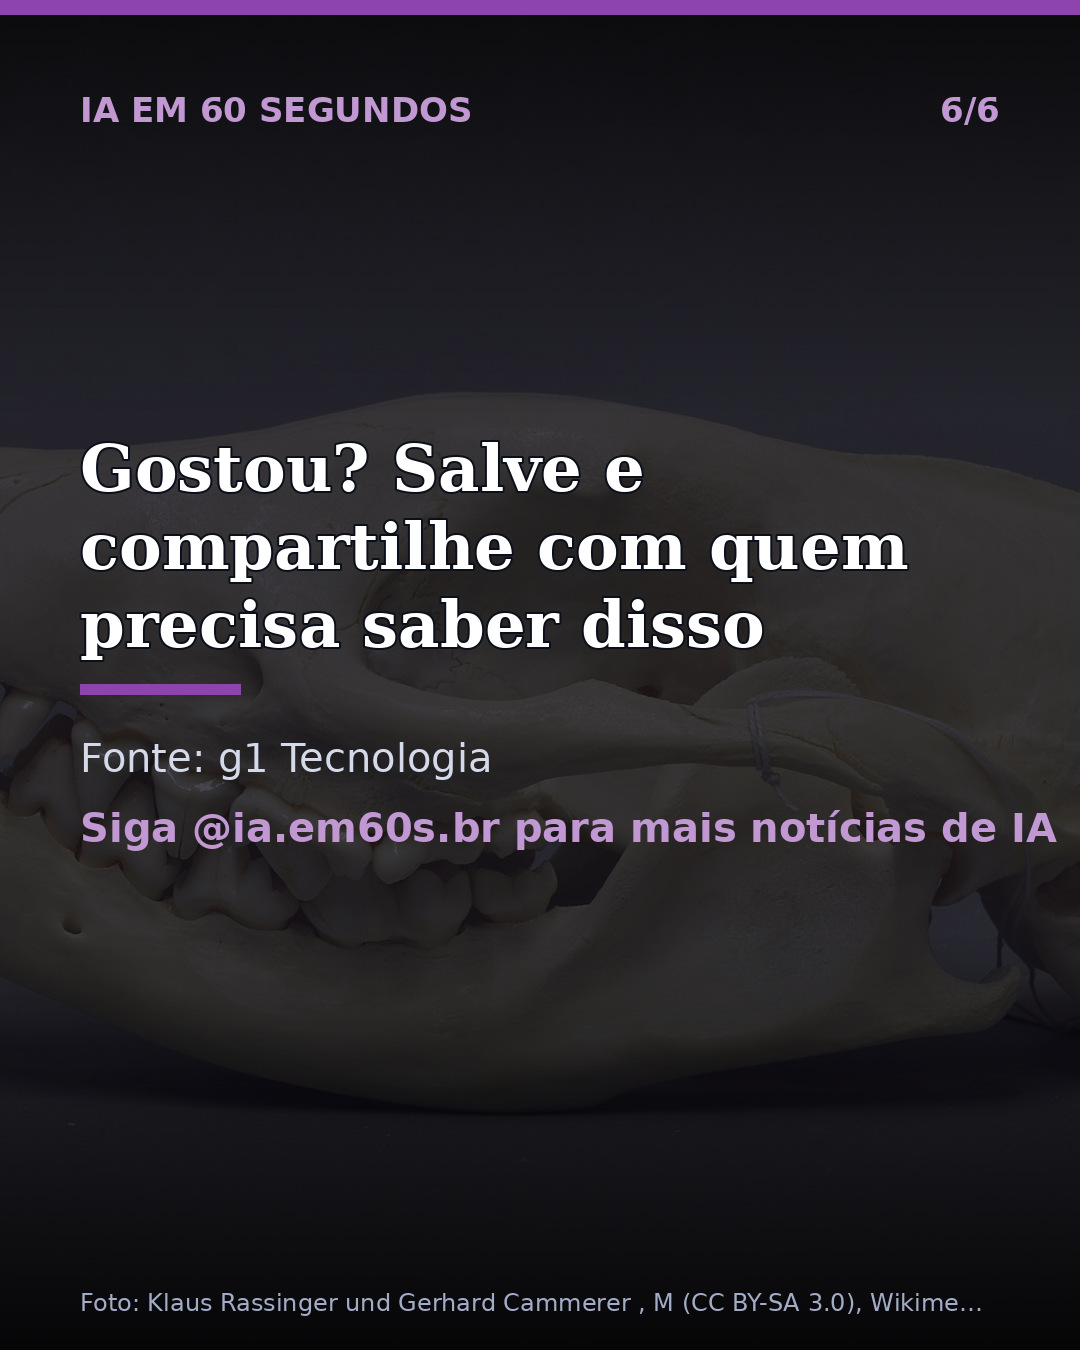 IA EM 60 SEGUNDOS
6/6
Gostou? Salve e
compartilhe com quem
precisa saber disso
Fonte: g1 Tecnologia
Siga @ia.em60s.br para mais notícias de IA
Foto: Klaus Rassinger und Gerhard Cammerer , M (CC BY-SA 3.0), Wikime...